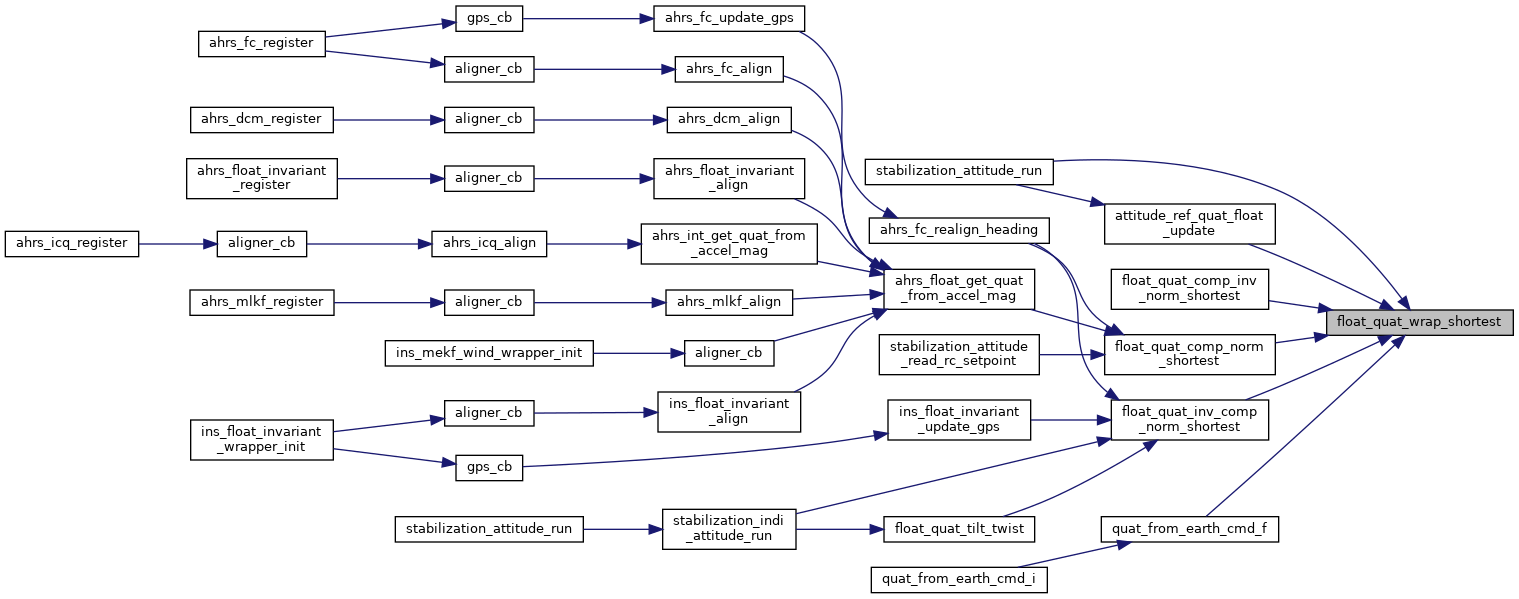 gps_cb
ahrs_fc_update_gps
ahrs_fc_register
aligner_cb
ahrs_fc_align
ahrs_dcm_register
aligner_cb
ahrs_dcm_align
ahrs_float_invariant
_register
aligner_cb
ahrs_float_invariant
_align
stabilization_attitude_run
attitude_ref_quat_float
_update
ahrs_fc_realign_heading
ahrs_icq_register
aligner_cb
ahrs_icq_align
ahrs_int_get_quat_from
_accel_mag
float_quat_comp_inv
_norm_shortest
ahrs_float_get_quat
_from_accel_mag
ahrs_mlkf_register
aligner_cb
ahrs_mlkf_align
float_quat_wrap_shortest
ins_mekf_wind_wrapper_init
aligner_cb
stabilization_attitude
_read_rc_setpoint
float_quat_comp_norm
_shortest
ins_float_invariant
_wrapper_init
aligner_cb
ins_float_invariant
_align
ins_float_invariant
_update_gps
float_quat_inv_comp
_norm_shortest
gps_cb
stabilization_attitude_run
stabilization_indi
_attitude_run
float_quat_tilt_twist
quat_from_earth_cmd_f
quat_from_earth_cmd_i